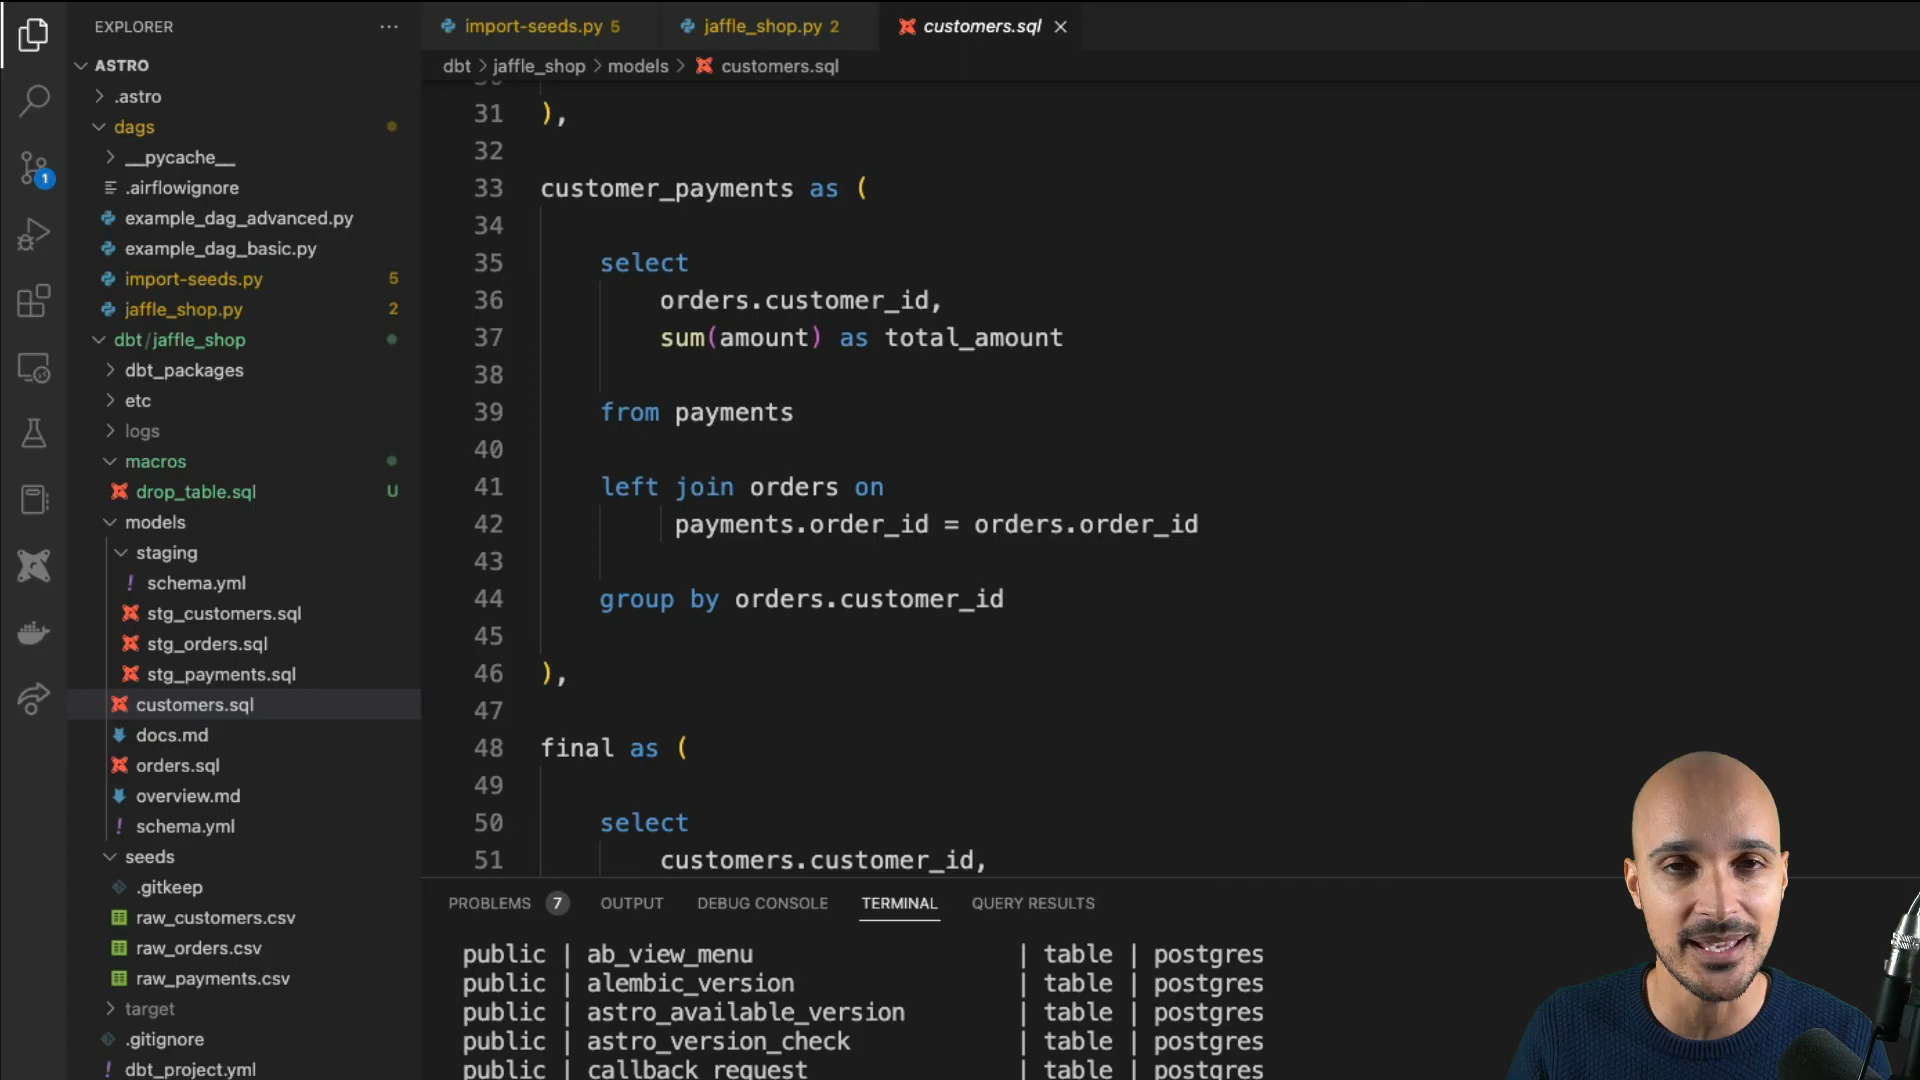 EXPLORER
ASTRO
.astro
dags
__pycache__
.airflowignore
example_dag_advanced.py
example_dag_basic.py
import-seeds.py 5
jaffle_shop.py 2
dbt/jaffle_shop
dbt_packages
etc
logs
macros
drop_table.sql U
models
staging
! schema.yml
stg_customers.sql
stg_orders.sql
stg_payments.sql
customers.sql
docs.md
orders.sql
overview.md
! schema.yml
seeds
.gitkeep
raw_customers.csv
raw_orders.csv
raw_payments.csv
target
.gitignore
! dbt_project.yml
1
import-seeds.py 5
jaffle_shop.py 2
customers.sql
dbt > jaffle_shop > models > customers.sql
31 ),
32
33 customer_payments as (
34
35 select
36 orders.customer_id,
37 sum(amount) as total_amount
38
39 from payments
40
41 left join orders on
42 payments.order_id = orders.order_id
43
44 group by orders.customer_id
45
46 ),
47
48 final as (
49
50 select
51 customers.customer_id,
PROBLEMS 7 OUTPUT DEBUG CONSOLE TERMINAL QUERY RESULTS
public | ab_view_menu | table | postgres
public | alembic_version | table | postgres
public | astro_available_version | table | postgres
public | astro_version_check | table | postgres
public | callback_request | table | postgres